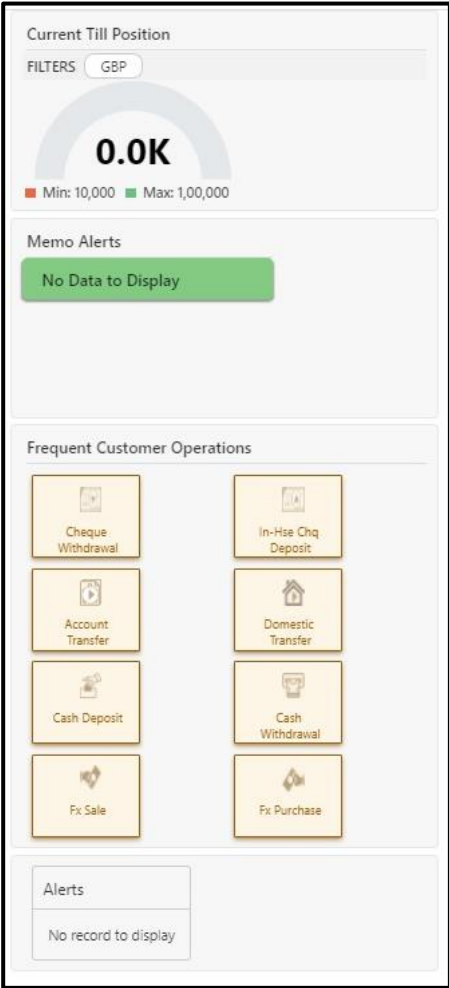 Current Till Position
FILTERS GBP
0.0K
Min: 10,000 Max: 1,00,000
Memo Alerts
No Data to Display
Frequent Customer Operations
Cheque
Withdrawal
In-Hse Chq
Deposit
Account
Transfer
Domestic
Transfer
Cash Deposit
Cash
Withdrawal
Fx Sale
Fx Purchase
Alerts
No record to display